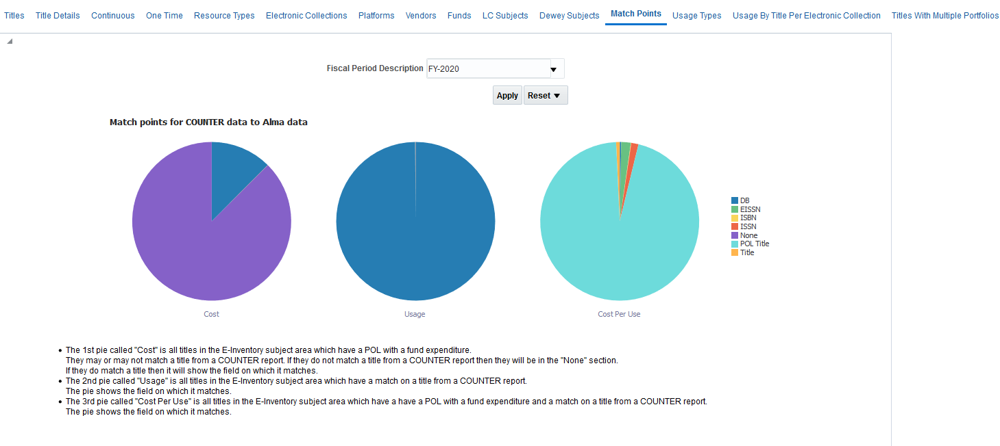 Titles Title Details Continuous One Time Resource Types Electronic Collections Platforms Vendors Funds LC Subjects Dewey Subjects Match Points Usage Types Usage By Title Per Electronic Collection Titles With Multiple Portfolios
Fiscal Period Description FY-2020
Apply Reset
Match points for COUNTER data to Alma data
DB
EISSN
ISBN
ISSN
None
POL Title
Title
Cost Usage Cost Per Use
• The 1st pie called "Cost" is all titles in the E-Inventory subject area which have a POL with a fund expenditure.
They may or may not match a title from a COUNTER report. If they do not match a title from a COUNTER report then they will be in the "None" section.
If they do match a title then it will show the field on which it matches.
• The 2nd pie called "Usage" is all titles in the E-Inventory subject area which have a match on a title from a COUNTER report.
The pie shows the field on which it matches.
• The 3rd pie called "Cost Per Use" is all titles in the E-Inventory subject area which have a have a POL with a fund expenditure and a match on a title from a COUNTER report.
The pie shows the field on which it matches.